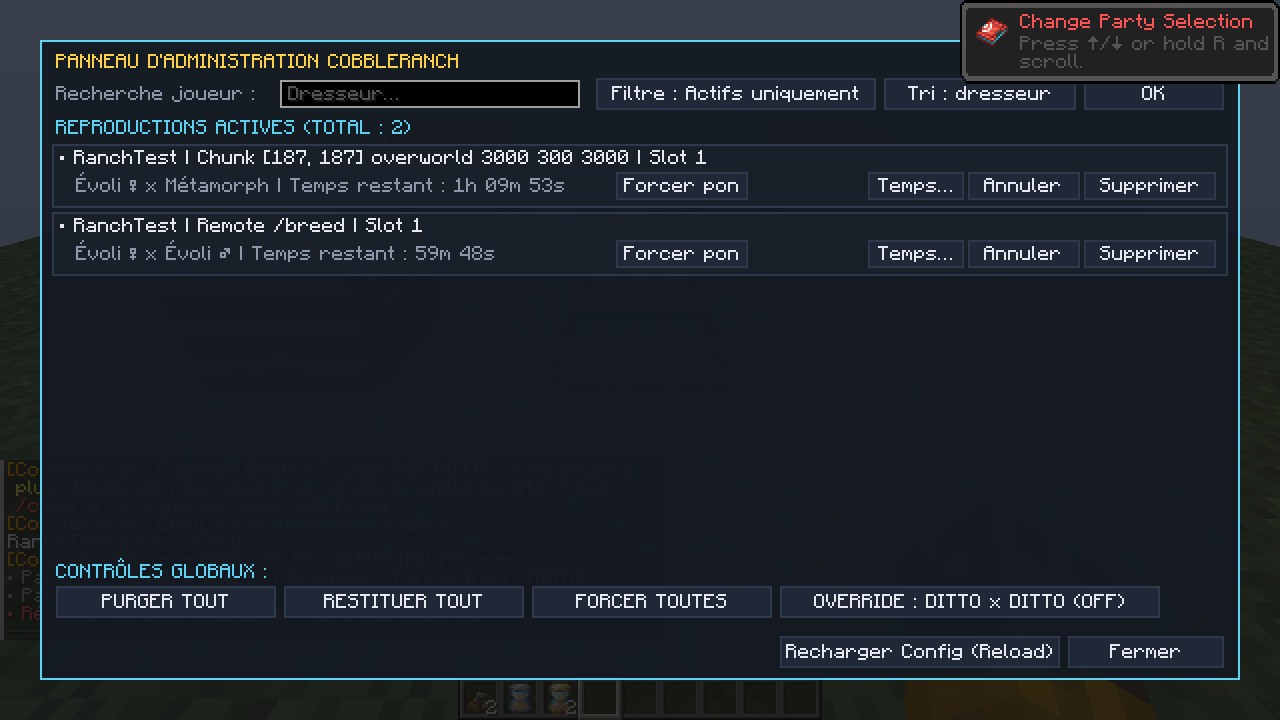 Change Party Selection
Press ↑/↓ or hold R and
scroll.
PANNEAU D'ADMINISTRATION COBBLERANCH
Recherche joueur : Dresseur... Filtre : Actifs uniquement Tri : dresseur OK
REPRODUCTIONS ACTIVES (TOTAL : 2)
• RanchTest | Chunk [187, 187] overworld 3000 300 3000 | Slot 1
Évoli ♀ x Métamorph | Temps restant : 1h 09m 53s Forcer pon Temps... Annuler Supprimer
• RanchTest | Remote /breed | Slot 1
Évoli ♀ x Évoli ♂ | Temps restant : 59m 48s Forcer pon Temps... Annuler Supprimer
CONTRÔLES GLOBAUX :
PURGER TOUT RESTITUER TOUT FORCER TOUTES OVERRIDE : DITTO x DITTO (OFF)
Recharger Config (Reload) Fermer
2 2